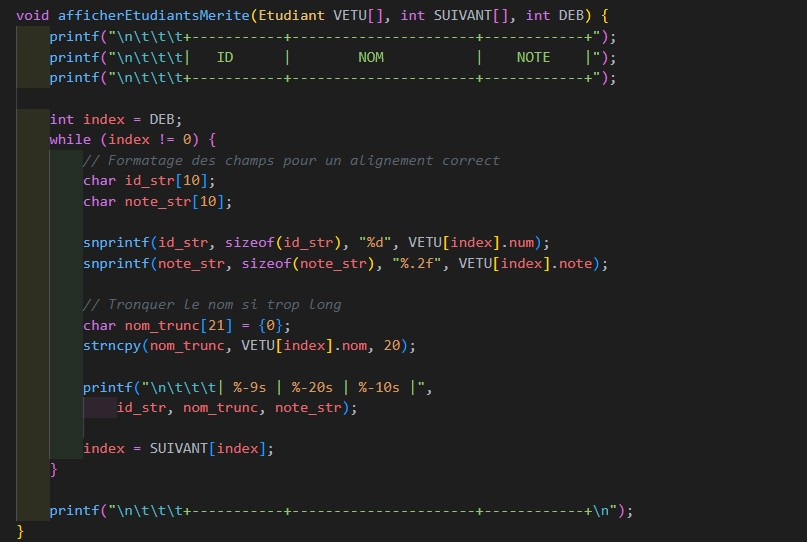 void afficherEtudiantsMerite(Etudiant VETU[], int SUIVANT[], int DEB) {
    printf("\n\t\t\t+-----------+----------------------+------------+");
    printf("\n\t\t\t|   ID      |        NOM           |    NOTE    |");
    printf("\n\t\t\t+-----------+----------------------+------------+");

    int index = DEB;
    while (index != 0) {
        // Formatage des champs pour un alignement correct
        char id_str[10];
        char note_str[10];

        snprintf(id_str, sizeof(id_str), "%d", VETU[index].num);
        snprintf(note_str, sizeof(note_str), "%.2f", VETU[index].note);

        // Tronquer le nom si trop long
        char nom_trunc[21] = {0};
        strncpy(nom_trunc, VETU[index].nom, 20);

        printf("\n\t\t\t| %-9s | %-20s | %-10s |",
            id_str, nom_trunc, note_str);

        index = SUIVANT[index];
    }

    printf("\n\t\t\t+-----------+----------------------+------------+\n");
}